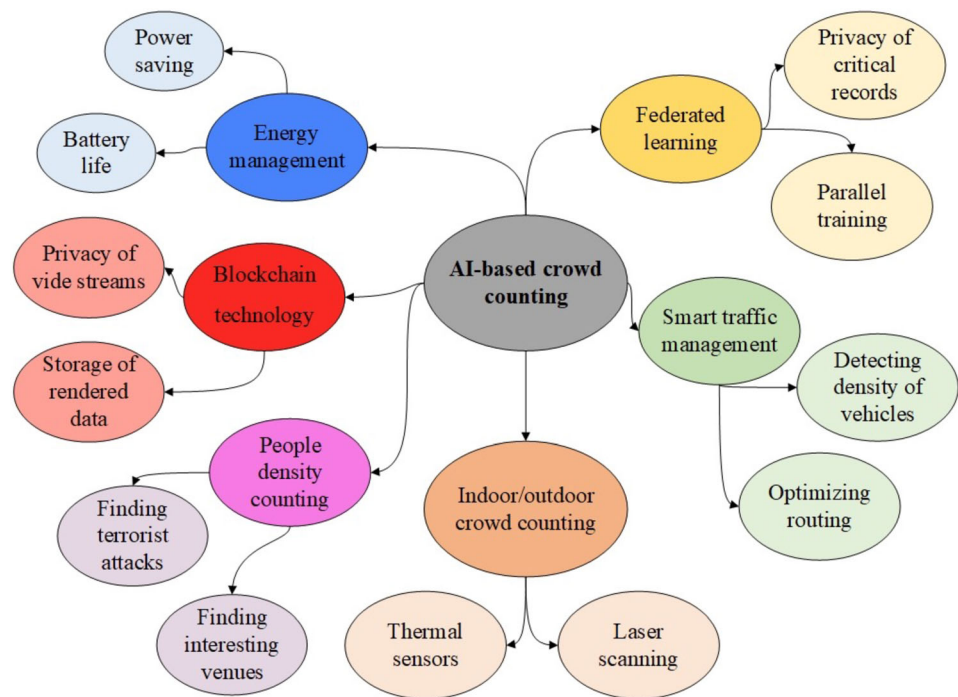 Power
saving
Energy
management
Battery
life
Federated
learning
Privacy of
critical
records
Parallel
training
AI-based crowd
counting
Blockchain
technology
Privacy of
vide streams
Storage of
rendered
data
Smart traffic
management
Detecting
density of
vehicles
Optimizing
routing
People
density
counting
Finding
terrorist
attacks
Finding
interesting
venues
Indoor/outdoor
crowd counting
Thermal
sensors
Laser
scanning